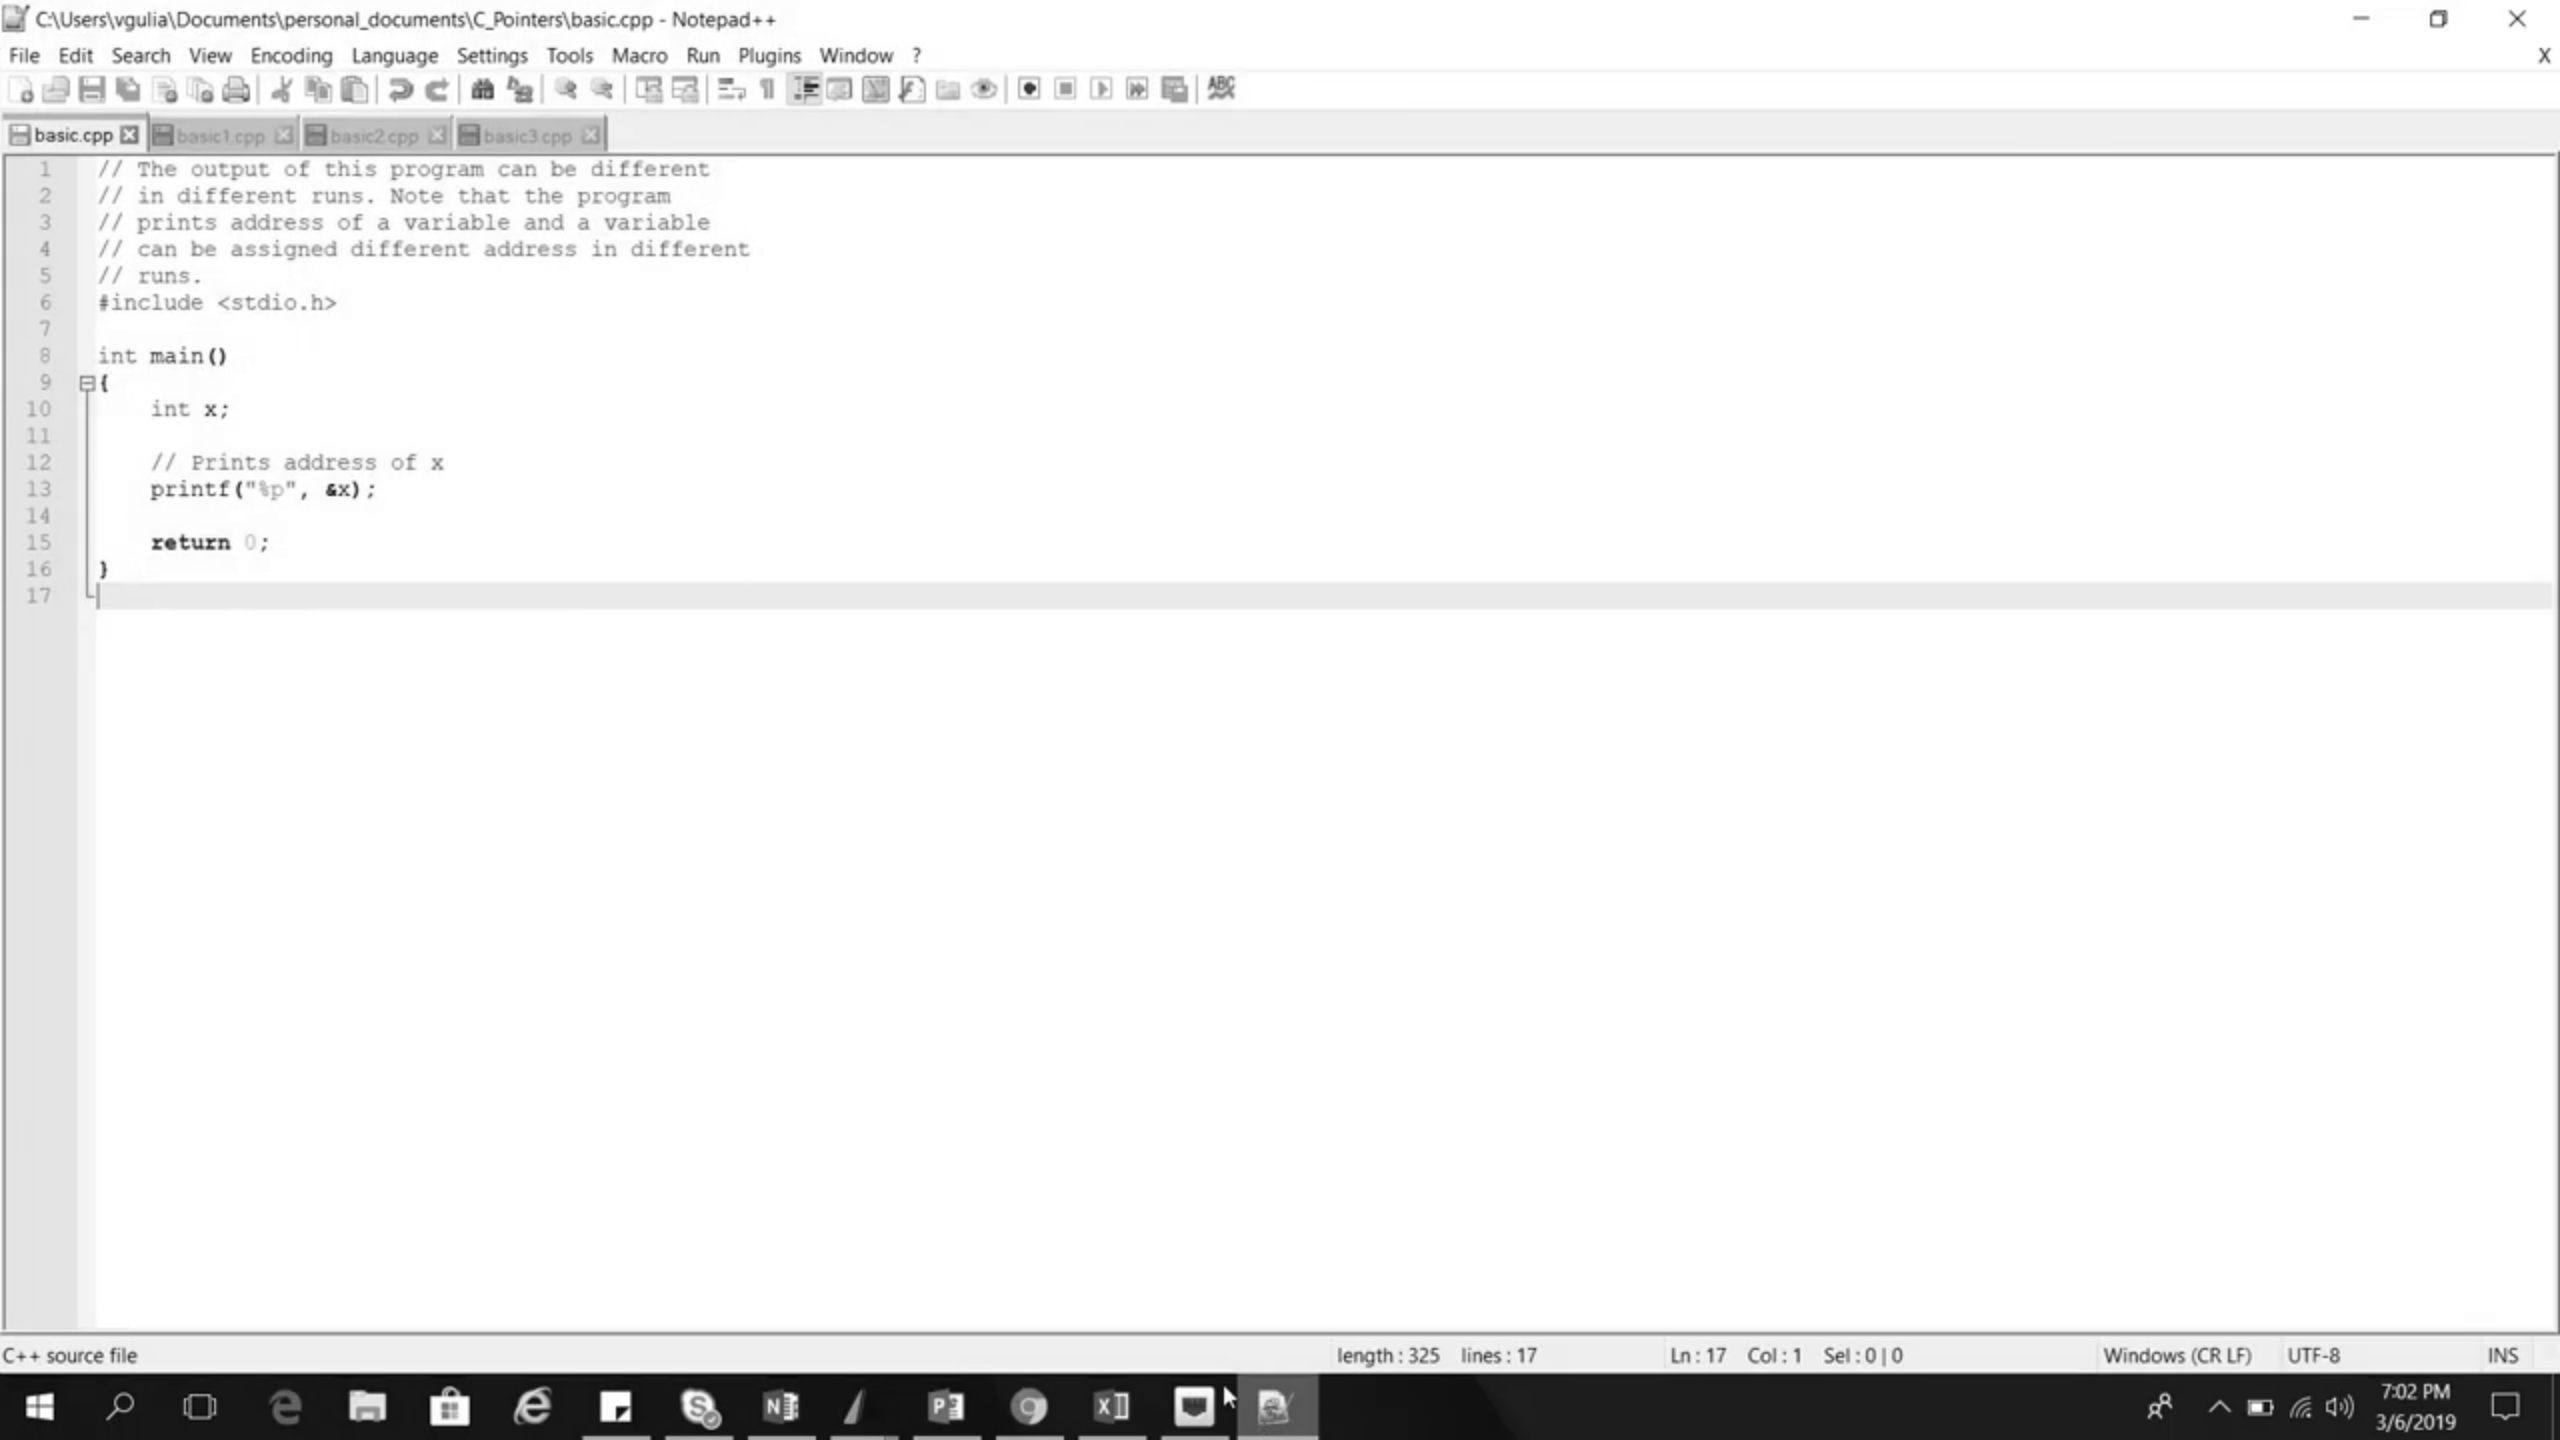 C:\Users\vgulia\Documents\personal_documents\C_Pointers\basic.cpp - Notepad++
File Edit Search View Encoding Language Settings Tools Macro Run Plugins Window ? X
basic.cpp basic1.cpp basic2.cpp basic3.cpp
1 // The output of this program can be different
2 // in different runs. Note that the program
3 // prints address of a variable and a variable
4 // can be assigned different address in different
5 // runs.
6 #include <stdio.h>
7
8 int main()
9 {
10 int x;
11
12 // Prints address of x
13 printf("%p", &x);
14
15 return 0;
16 }
17
C++ source file length : 325 lines : 17 Ln : 17 Col : 1 Sel : 0 | 0 Windows (CR LF) UTF-8 INS
7:02 PM
3/6/2019